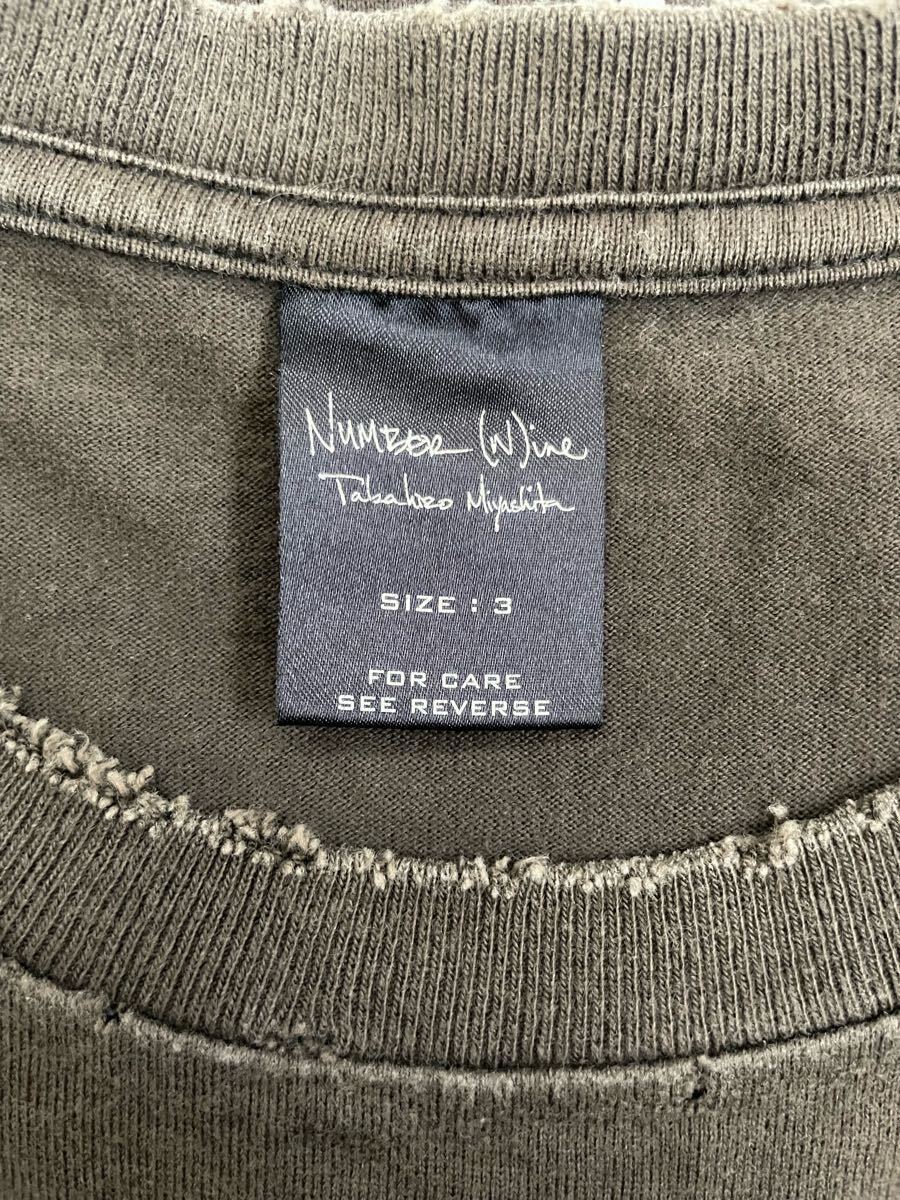 NUMBER (N)ine
Takahiro Miyashita
SIZE : 3
FOR CARE
SEE REVERSE